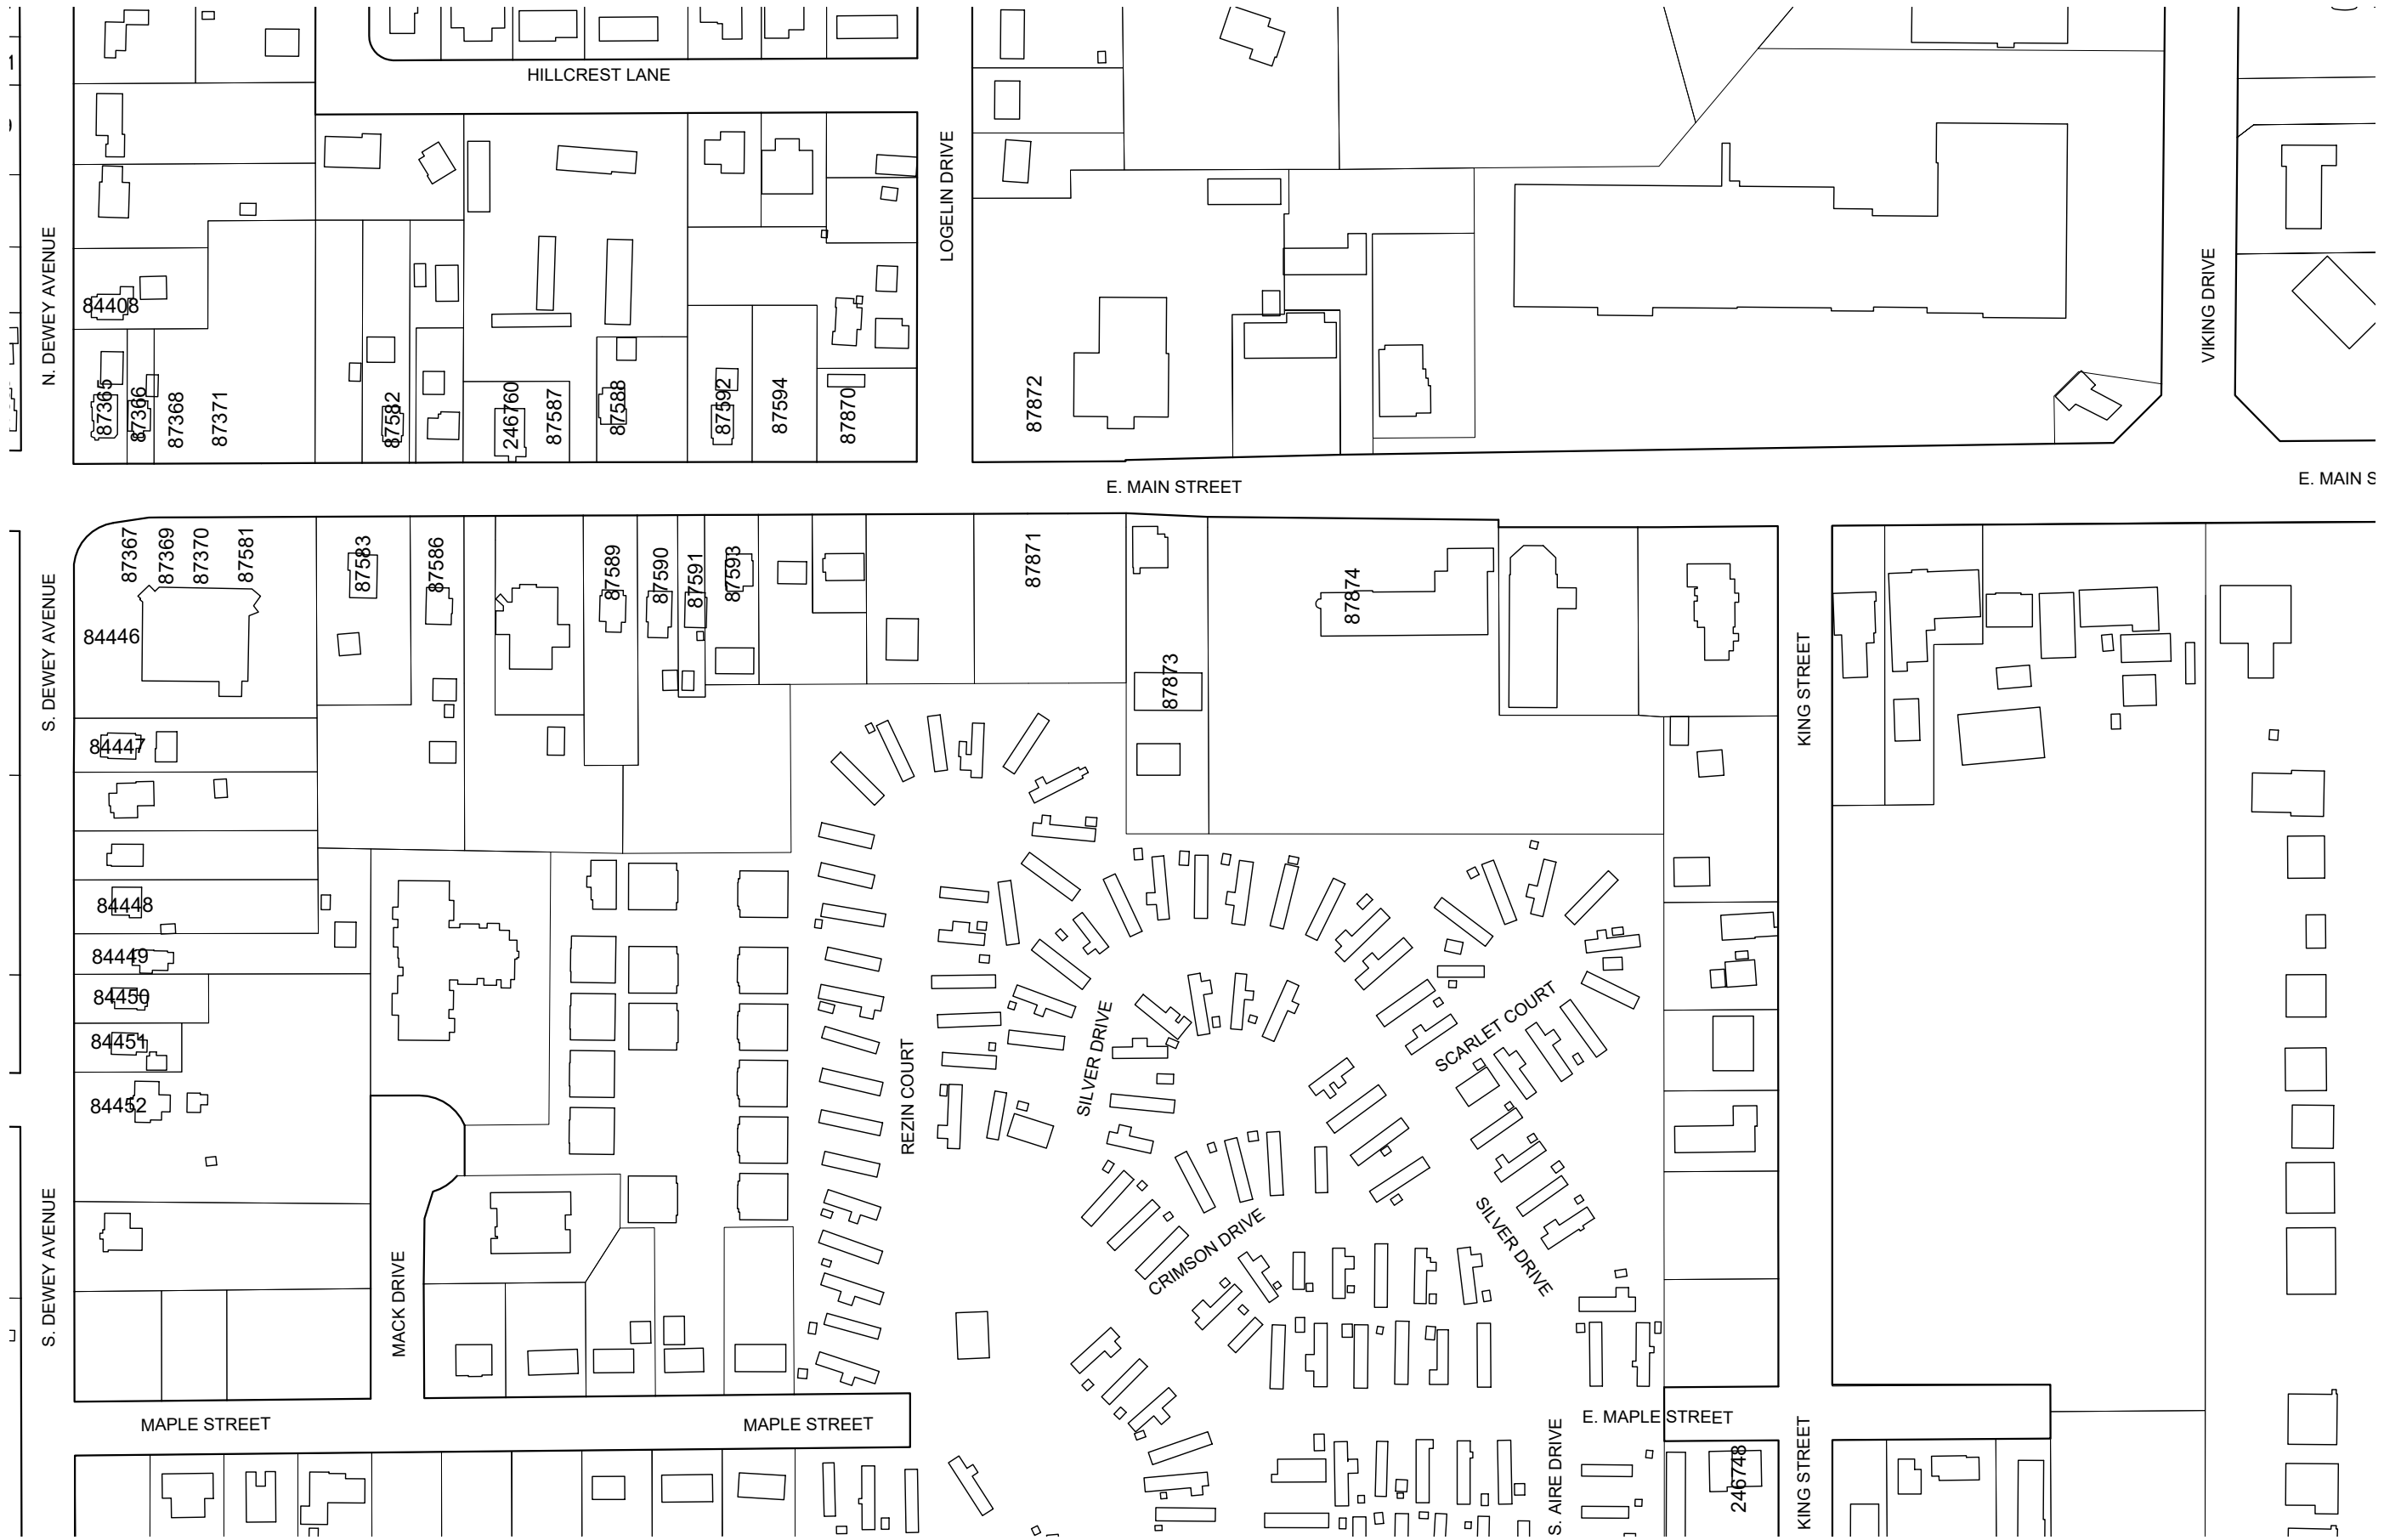 HILLCREST LANE
LOGELIN DRIVE
N. DEWEY AVENUE
VIKING DRIVE
84408
87365
87366
87368
87371
87582
246760
87587
87588
87592
87594
87870
87872
E. MAIN STREET
E. MAIN S
87367
87369
87370
87581
87583
87586
87589
87590
87591
87593
87871
87874
84446
S. DEWEY AVENUE
87873
KING STREET
84447
84448
84449
84450
84451
84452
REZIN COURT
SILVER DRIVE
SCARLET COURT
CRIMSON DRIVE
SILVER DRIVE
S. DEWEY AVENUE
MACK DRIVE
MAPLE STREET
MAPLE STREET
E. MAPLE STREET
S. AIRE DRIVE
246748
KING STREET